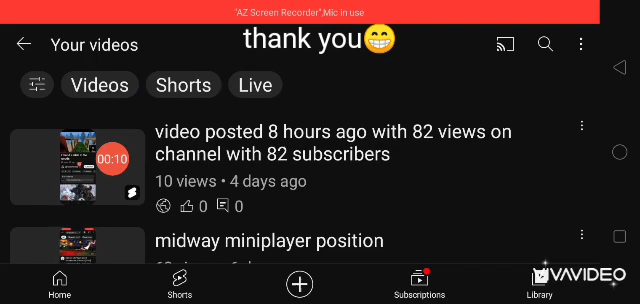 "AZ Screen Recorder",Mic in use
thank you😁
Your videos
Videos Shorts Live
video posted 8 hours ago with 82 views on
channel with 82 subscribers
00:10
10 views • 4 days ago
0 0
midway miniplayer position
Home Shorts Subscriptions Library
VIVAVIDEO